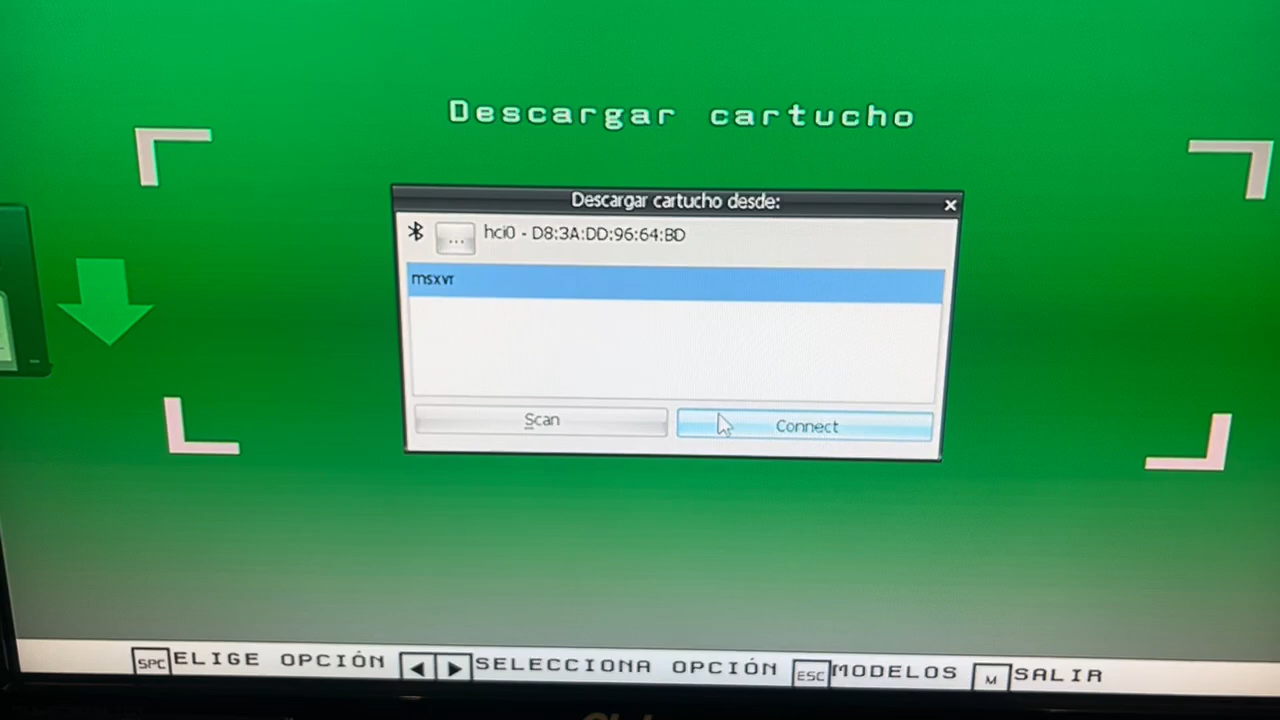 Descargar cartucho
Descargar cartucho desde:
... hci0 - D8:3A:DD:96:64:BD
msxvr
Scan Connect
SPC ELIGE OPCIÓN SELECCIONA OPCIÓN ESC MODELOS M SALIR